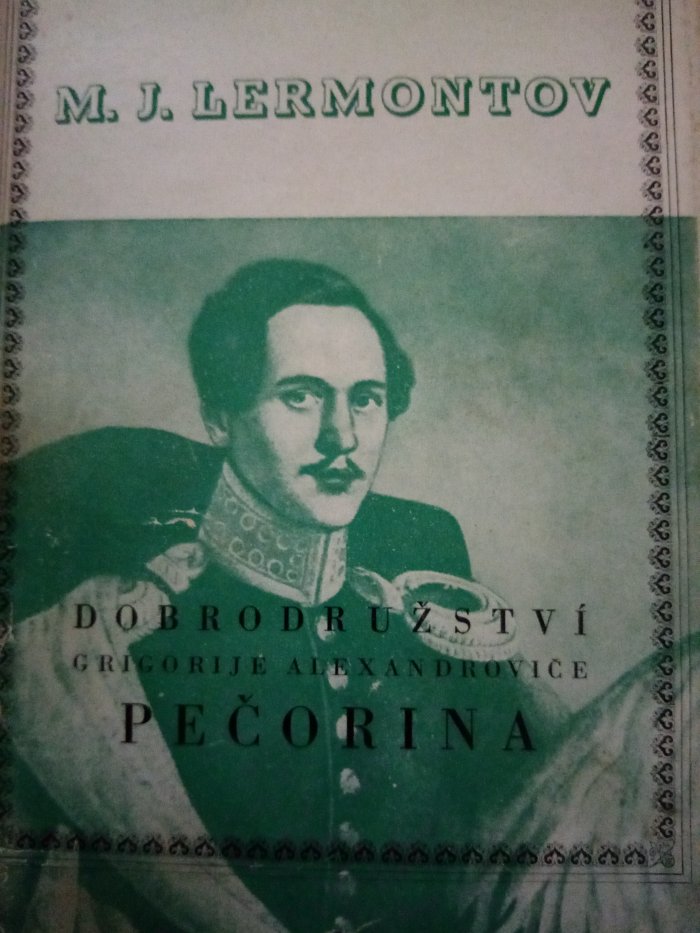 M. J. LERMONTOV
DOBRODRUŽSTVÍ
GRIGORIJE ALEXANDROVIČE
PEČORINA